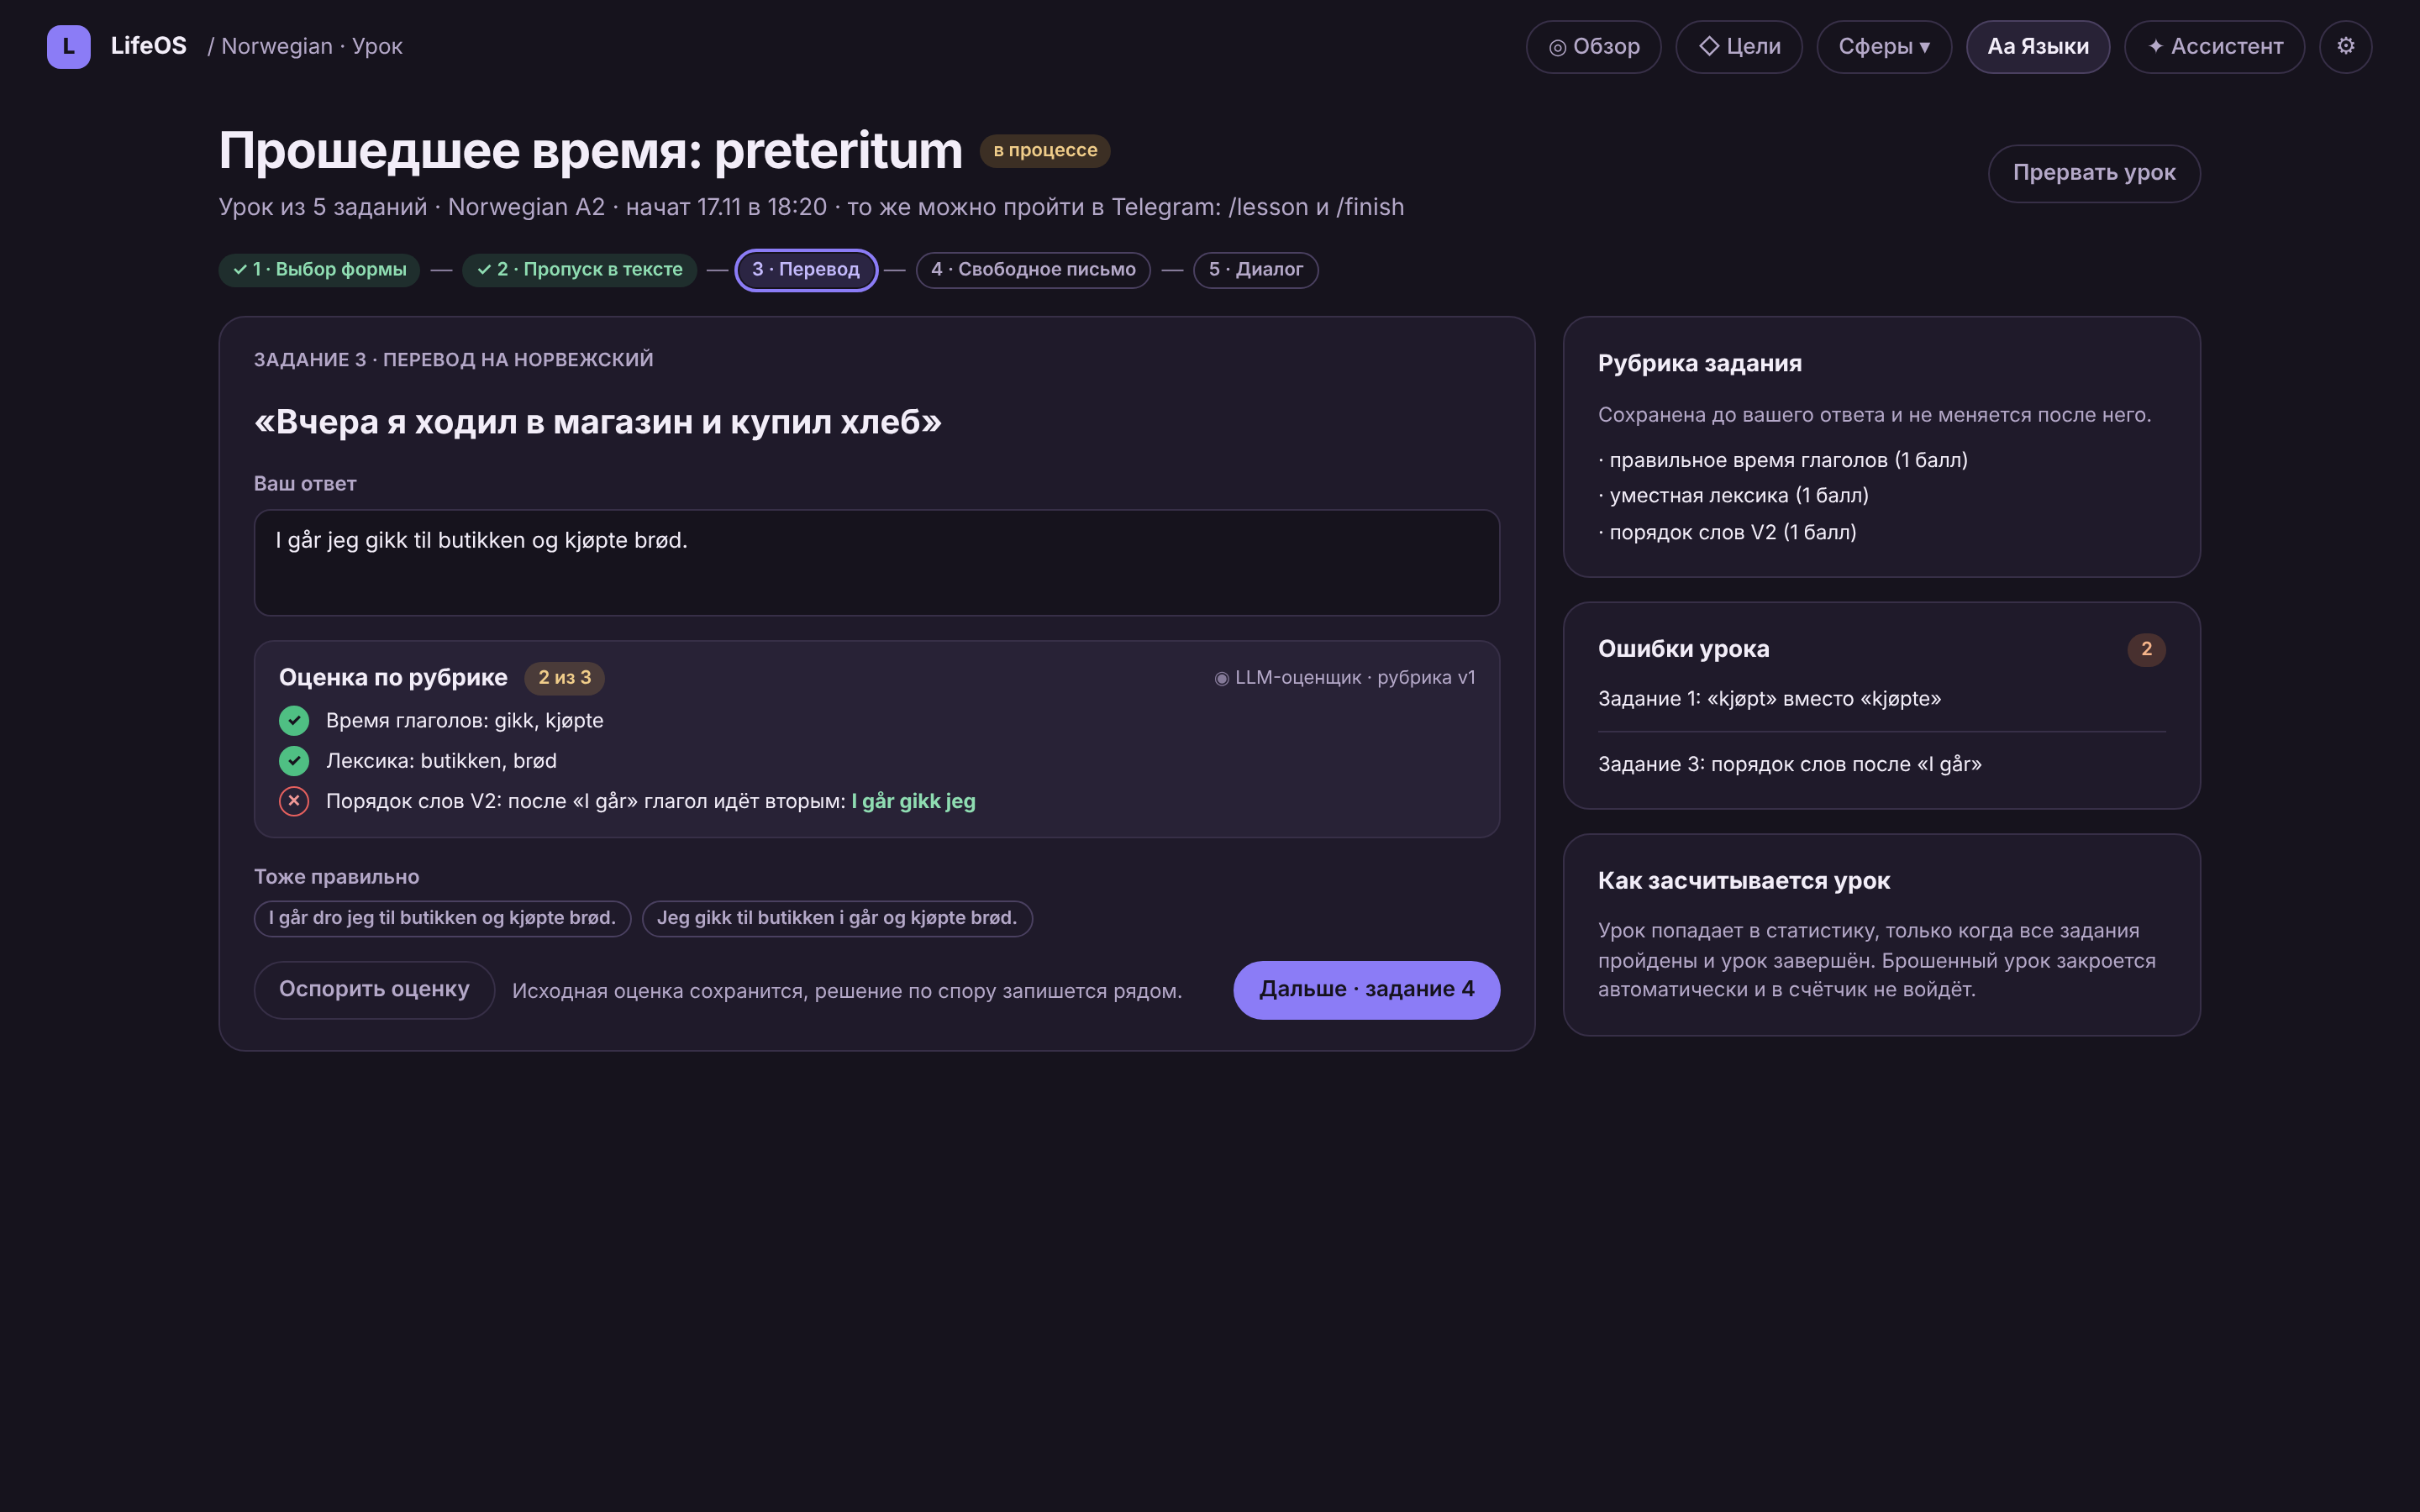 L LifeOS / Norwegian · Урок
◎ Обзор
◇ Цели
Сферы ▾
Aa Языки
✦ Ассистент
⚙
Прошедшее время: preteritum в процессе
Прервать урок
Урок из 5 заданий · Norwegian A2 · начат 17.11 в 18:20 · то же можно пройти в Telegram: /lesson и /finish
✓ 1 · Выбор формы — ✓ 2 · Пропуск в тексте — 3 · Перевод — 4 · Свободное письмо — 5 · Диалог
ЗАДАНИЕ 3 · ПЕРЕВОД НА НОРВЕЖСКИЙ
«Вчера я ходил в магазин и купил хлеб»
Ваш ответ
I går jeg gikk til butikken og kjøpte brød.
Оценка по рубрике 2 из 3
◉ LLM-оценщик · рубрика v1
✓ Время глаголов: gikk, kjøpte
✓ Лексика: butikken, brød
✕ Порядок слов V2: после «I går» глагол идёт вторым: I går gikk jeg
Тоже правильно
I går dro jeg til butikken og kjøpte brød.
Jeg gikk til butikken i går og kjøpte brød.
Оспорить оценку
Исходная оценка сохранится, решение по спору запишется рядом.
Дальше · задание 4
Рубрика задания
Сохранена до вашего ответа и не меняется после него.
· правильное время глаголов (1 балл)
· уместная лексика (1 балл)
· порядок слов V2 (1 балл)
Ошибки урока 2
Задание 1: «kjøpt» вместо «kjøpte»
Задание 3: порядок слов после «I går»
Как засчитывается урок
Урок попадает в статистику, только когда все задания
пройдены и урок завершён. Брошенный урок закроется
автоматически и в счётчик не войдёт.